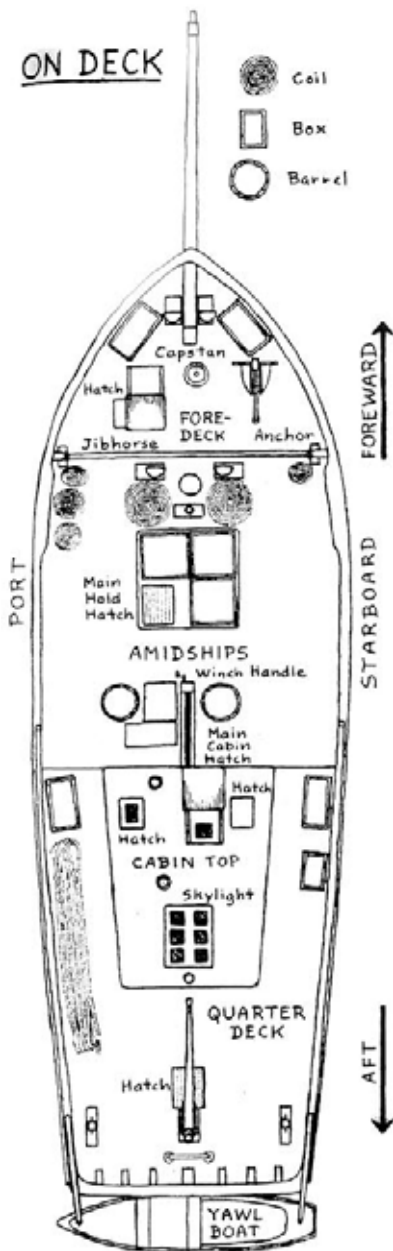 ON DECK
Coil
Box
Barrel
Capstan
Hatch
FORE-
DECK
Jibhorse
Anchor
FOREWARD
PORT
STARBOARD
Main
Hold
Hatch
AMIDSHIPS
Winch Handle
Main
Cabin
Hatch
Hatch
Hatch
CABIN TOP
Skylight
QUARTER
DECK
Hatch
AFT
YAWL
BOAT